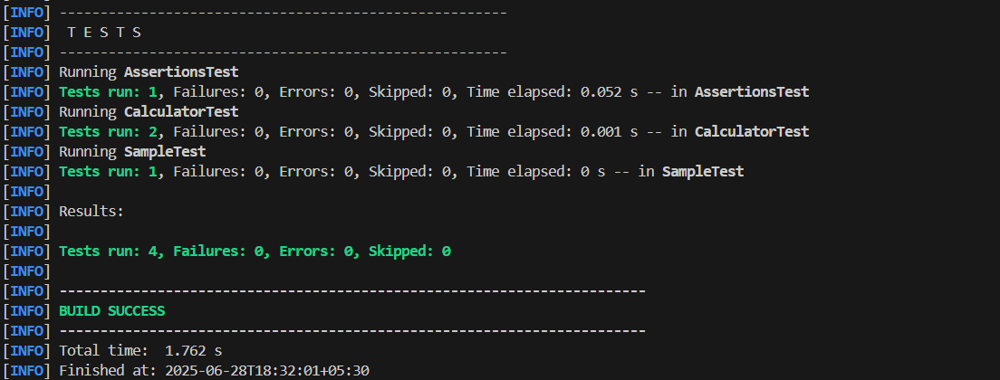 [INFO] -------------------------------------------------------
[INFO]  T E S T S
[INFO] -------------------------------------------------------
[INFO] Running AssertionsTest
[INFO] Tests run: 1, Failures: 0, Errors: 0, Skipped: 0, Time elapsed: 0.052 s -- in AssertionsTest
[INFO] Running CalculatorTest
[INFO] Tests run: 2, Failures: 0, Errors: 0, Skipped: 0, Time elapsed: 0.001 s -- in CalculatorTest
[INFO] Running SampleTest
[INFO] Tests run: 1, Failures: 0, Errors: 0, Skipped: 0, Time elapsed: 0 s -- in SampleTest
[INFO]
[INFO] Results:
[INFO]
[INFO] Tests run: 4, Failures: 0, Errors: 0, Skipped: 0
[INFO]
[INFO] ------------------------------------------------------------------------
[INFO] BUILD SUCCESS
[INFO] ------------------------------------------------------------------------
[INFO] Total time:  1.762 s
[INFO] Finished at: 2025-06-28T18:32:01+05:30